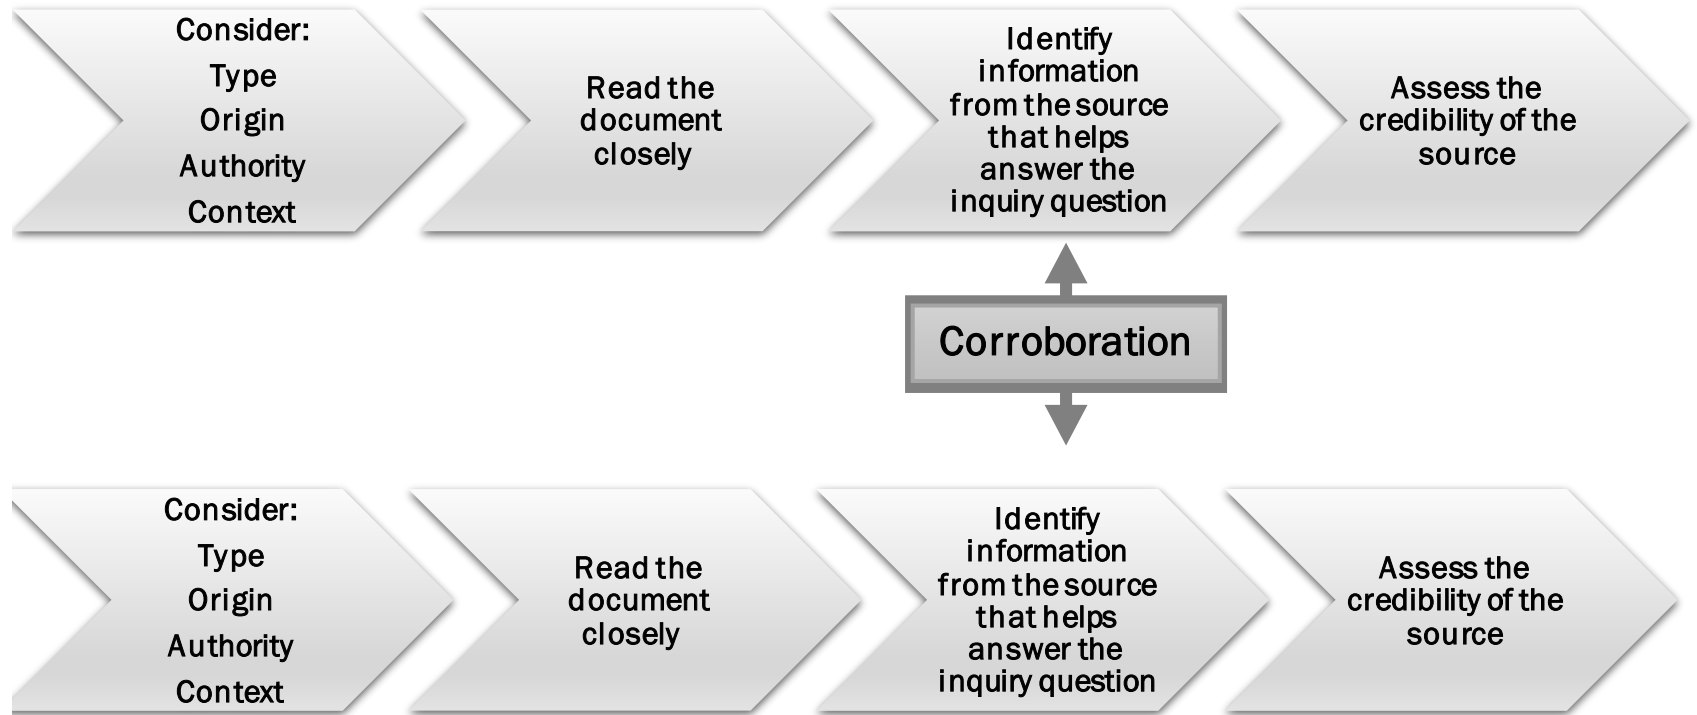 Consider:
Type
Origin
Authority
Context
Read the
document
closely
Identify
information
from the source
that helps
answer the
inquiry question
Assess the
credibility of the
source
Corroboration
Consider:
Type
Origin
Authority
Context
Read the
document
closely
Identify
information
from the source
that helps
answer the
inquiry question
Assess the
credibility of the
source